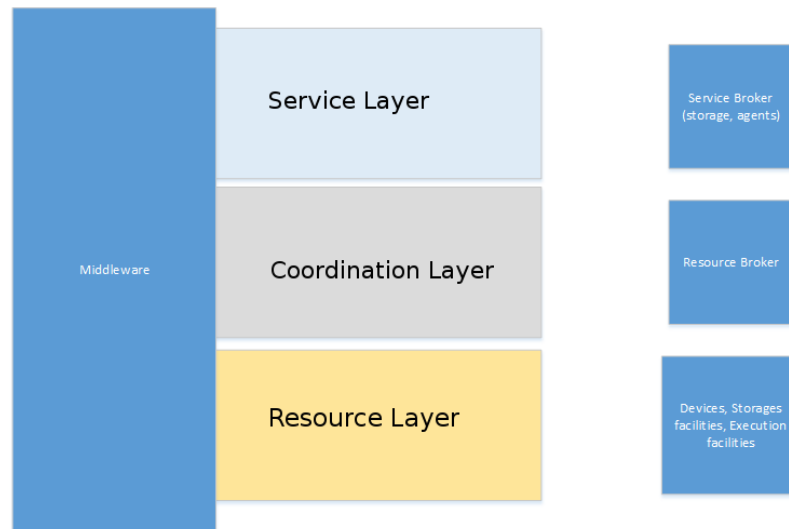 Service Layer
Service Broker
(storage, agents)
Middleware
Coordination Layer
Resource Broker
Resource Layer
Devices, Storages
facilities, Execution
facilities